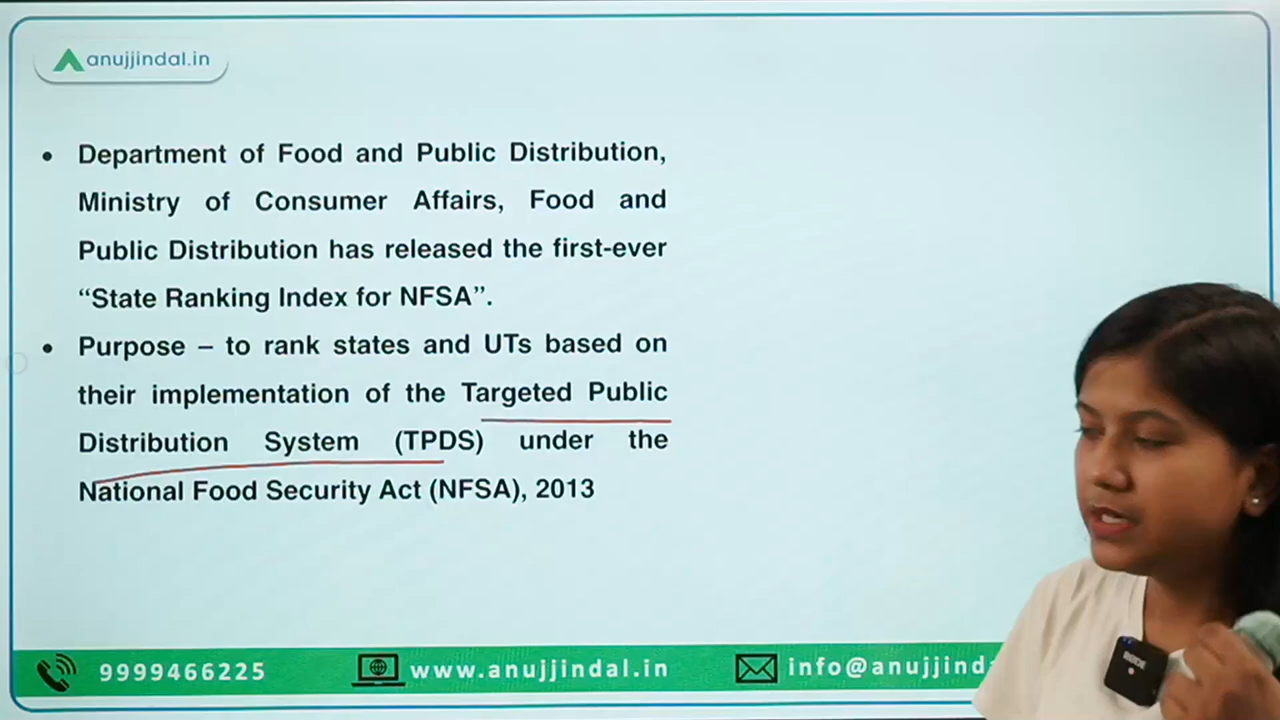 anujjindal.in
• Department of Food and Public Distribution,
Ministry of Consumer Affairs, Food and
Public Distribution has released the first-ever
“State Ranking Index for NFSA”.
• Purpose – to rank states and UTs based on
their implementation of the Targeted Public
Distribution System (TPDS) under the
National Food Security Act (NFSA), 2013
9999466225
www.anujjindal.in
info@anujjind